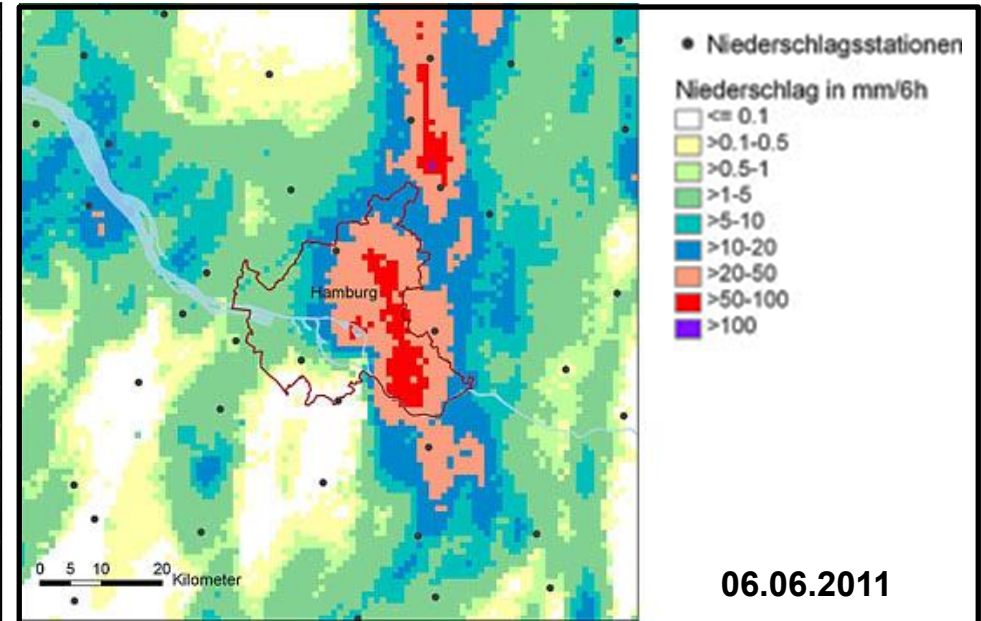 Niederschlagsstationen
Niederschlag in mm/6h
<= 0.1
>0.1-0.5
>0.5-1
>1-5
>5-10
>10-20
>20-50
>50-100
>100
Hamburg
0 5 10 20 Kilometer
06.06.2011